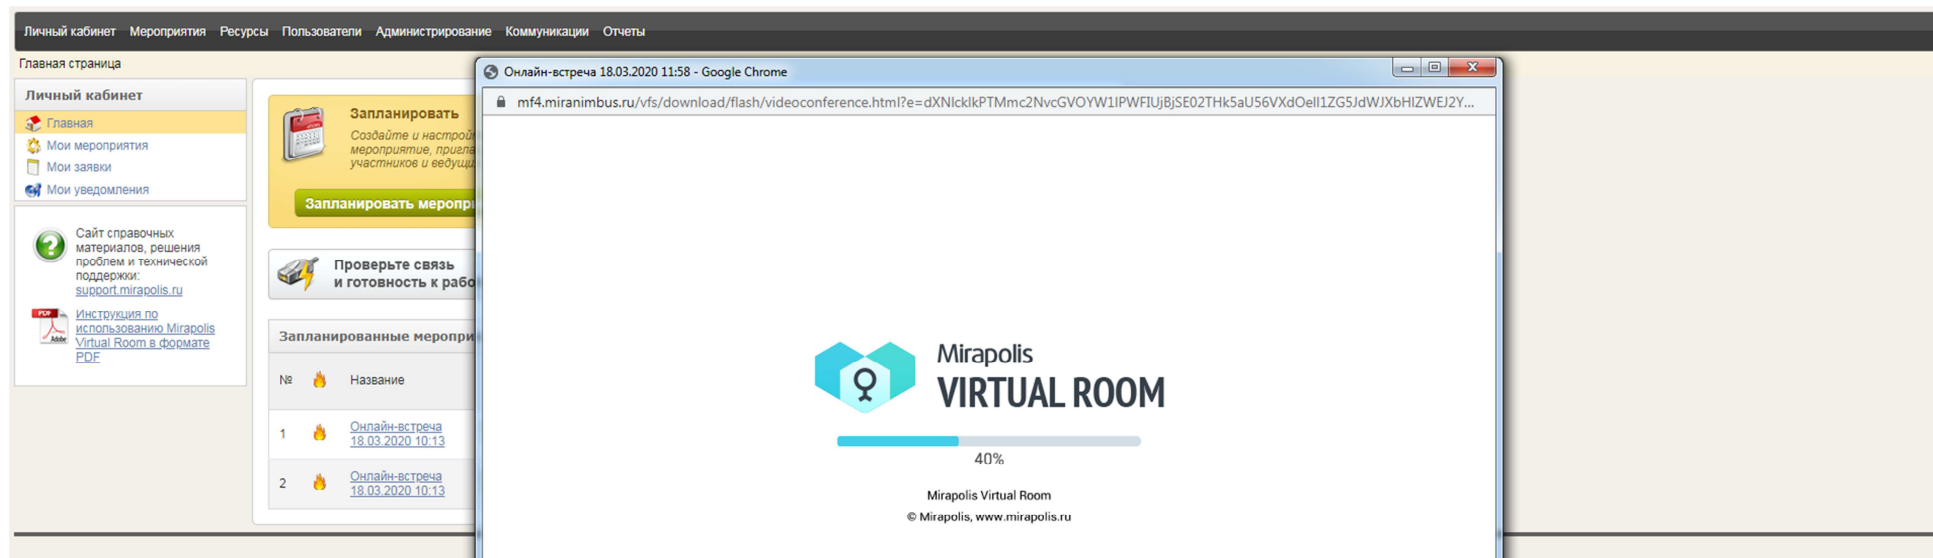 Личный кабинет Мероприятия Ресурсы Пользователи Администрирование Коммуникации Отчеты
Главная страница
Личный кабинет
Главная
Мои мероприятия
Мои заявки
Мои уведомления
Сайт справочных
материалов, решения
проблем и технической
поддержки:
support.mirapolis.ru
PDF
Adobe
Инструкция по
использованию Mirapolis
Virtual Room в формате
PDF
Запланировать
Создайте и настрой
мероприятие, пригла
участников и ведущи
Запланировать меропр
Проверьте связь
и готовность к рабо
Запланированные меропри
№ Название
1 Онлайн-встреча
18.03.2020 10:13
2 Онлайн-встреча
18.03.2020 10:13
Онлайн-встреча 18.03.2020 11:58 - Google Chrome
mf4.miranimbus.ru/vfs/download/flash/videoconference.html?e=
Mirapolis
VIRTUAL ROOM
40%
Mirapolis Virtual Room
© Mirapolis, www.mirapolis.ru